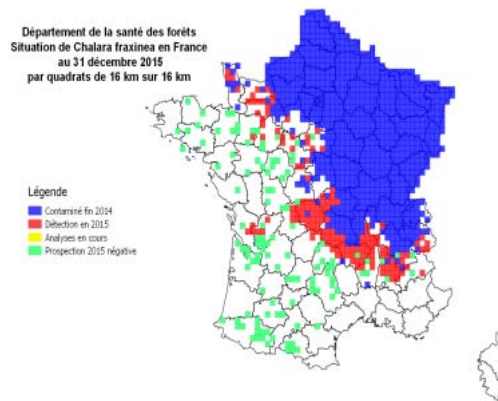 Département de la santé des forêts
Situation de Chalara fraxinea en France
au 31 décembre 2015
par quadrats de 16 km sur 16 km
Légende
Contaminé fin 2014
Détection en 2015
Analyses en cours
Prospection 2015 négative